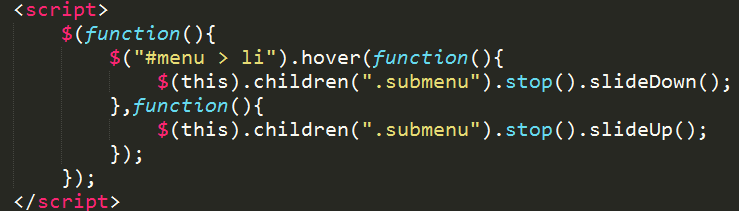 <script>
$(function(){
$("#menu > li").hover(function(){
$(this).children(".submenu").stop().slideDown();
},function(){
$(this).children(".submenu").stop().slideUp();
});
});
</script>